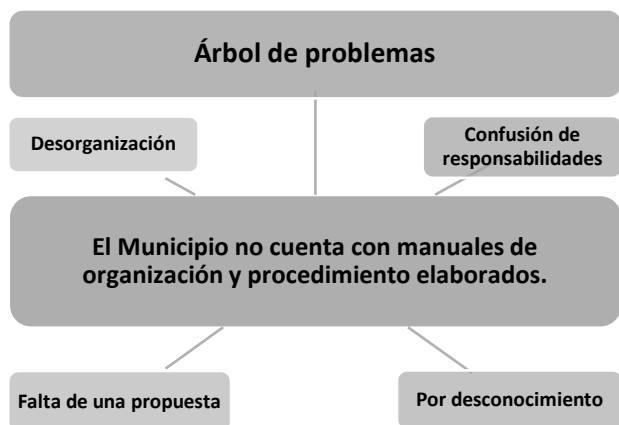 Árbol de problemas
Desorganización
Confusión de
responsabilidades
El Municipio no cuenta con manuales de
organización y procedimiento elaborados.
Falta de una propuesta
Por desconocimiento